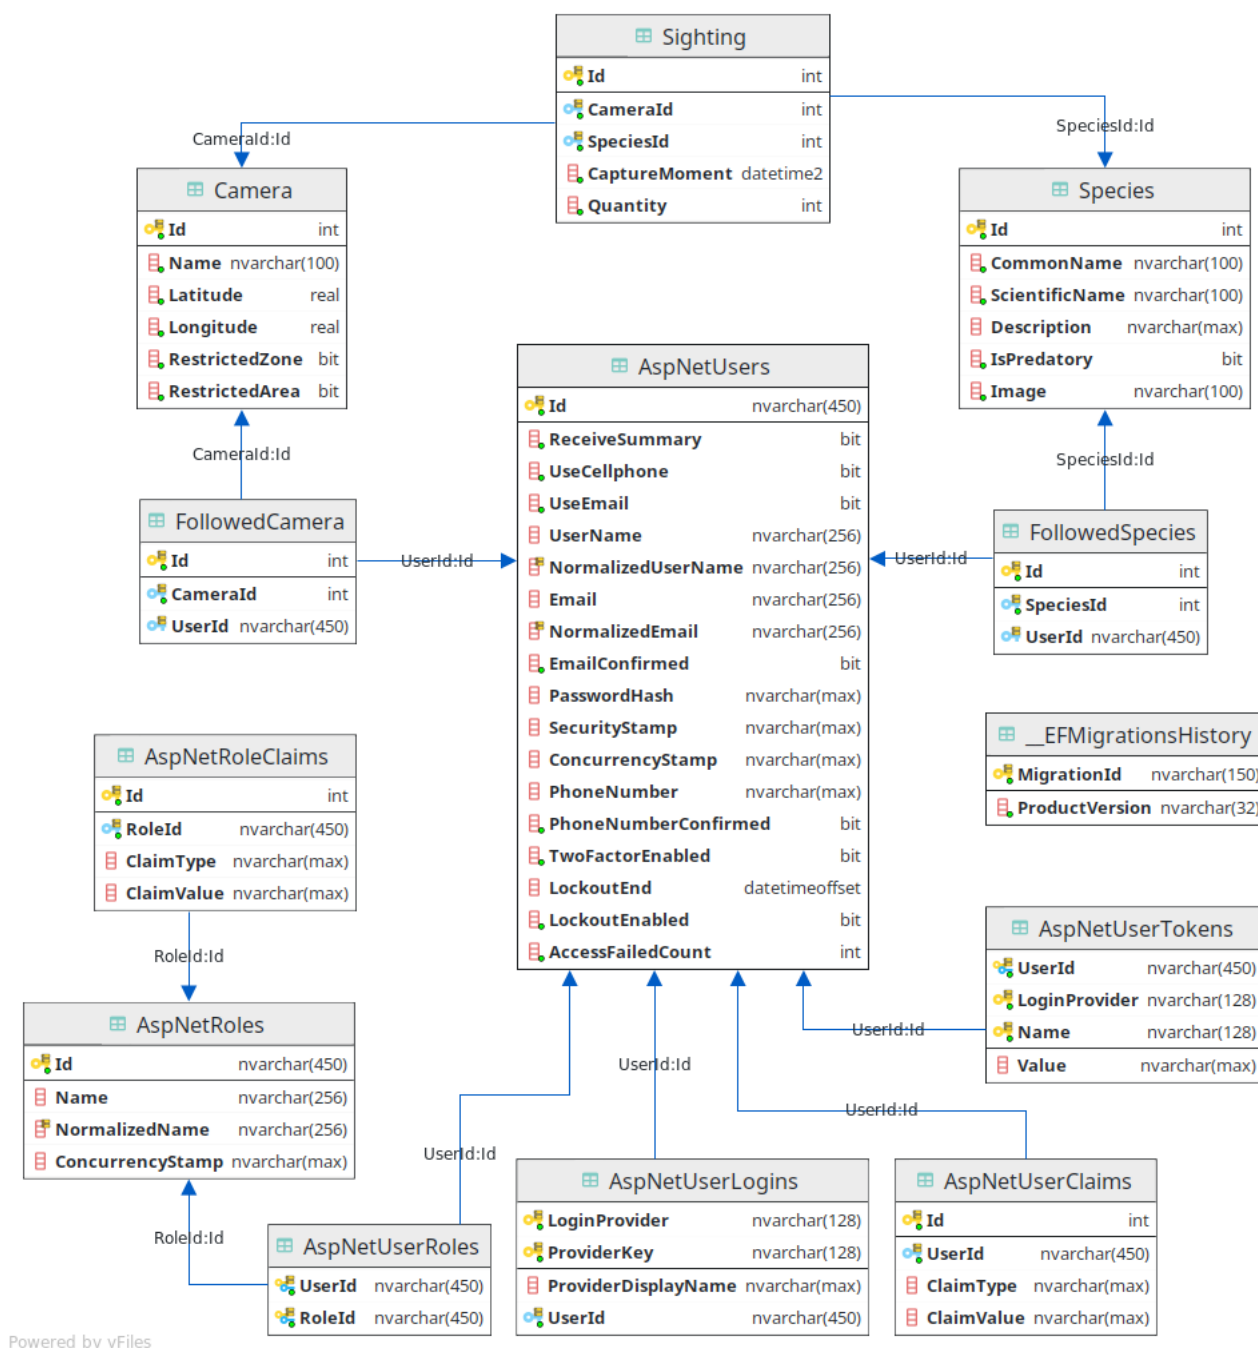 Sighting
Id int
CameraId int
SpeciesId int
CaptureMoment datetime2
Quantity int
CameraId:Id
SpeciesId:Id
Camera
Id int
Name nvarchar(100)
Latitude real
Longitude real
RestrictedZone bit
RestrictedArea bit
Species
Id int
CommonName nvarchar(100)
ScientificName nvarchar(100)
Description nvarchar(max)
IsPredatory bit
Image nvarchar(100)
AspNetUsers
Id nvarchar(450)
ReceiveSummary bit
UseCellphone bit
UseEmail bit
UserName nvarchar(256)
NormalizedUserName nvarchar(256)
Email nvarchar(256)
NormalizedEmail nvarchar(256)
EmailConfirmed bit
PasswordHash nvarchar(max)
SecurityStamp nvarchar(max)
ConcurrencyStamp nvarchar(max)
PhoneNumber nvarchar(max)
PhoneNumberConfirmed bit
TwoFactorEnabled bit
LockoutEnd datetimeoffset
LockoutEnabled bit
AccessFailedCount int
CameraId:Id
SpeciesId:Id
FollowedCamera
Id int
CameraId int
UserId nvarchar(450)
UserId:Id
UserId:Id
FollowedSpecies
Id int
SpeciesId int
UserId nvarchar(450)
__EFMigrationsHistory
MigrationId nvarchar(150)
ProductVersion nvarchar(32)
AspNetRoleClaims
Id int
RoleId nvarchar(450)
ClaimType nvarchar(max)
ClaimValue nvarchar(max)
RoleId:Id
AspNetUserTokens
UserId nvarchar(450)
LoginProvider nvarchar(128)
Name nvarchar(128)
Value nvarchar(max)
UserId:Id
AspNetRoles
Id nvarchar(450)
Name nvarchar(256)
NormalizedName nvarchar(256)
ConcurrencyStamp nvarchar(max)
UserId:Id
UserId:Id
UserId:Id
RoleId:Id
AspNetUserRoles
UserId nvarchar(450)
RoleId nvarchar(450)
AspNetUserLogins
LoginProvider nvarchar(128)
ProviderKey nvarchar(128)
ProviderDisplayName nvarchar(max)
UserId nvarchar(450)
AspNetUserClaims
Id int
UserId nvarchar(450)
ClaimType nvarchar(max)
ClaimValue nvarchar(max)
Powered by yFiles